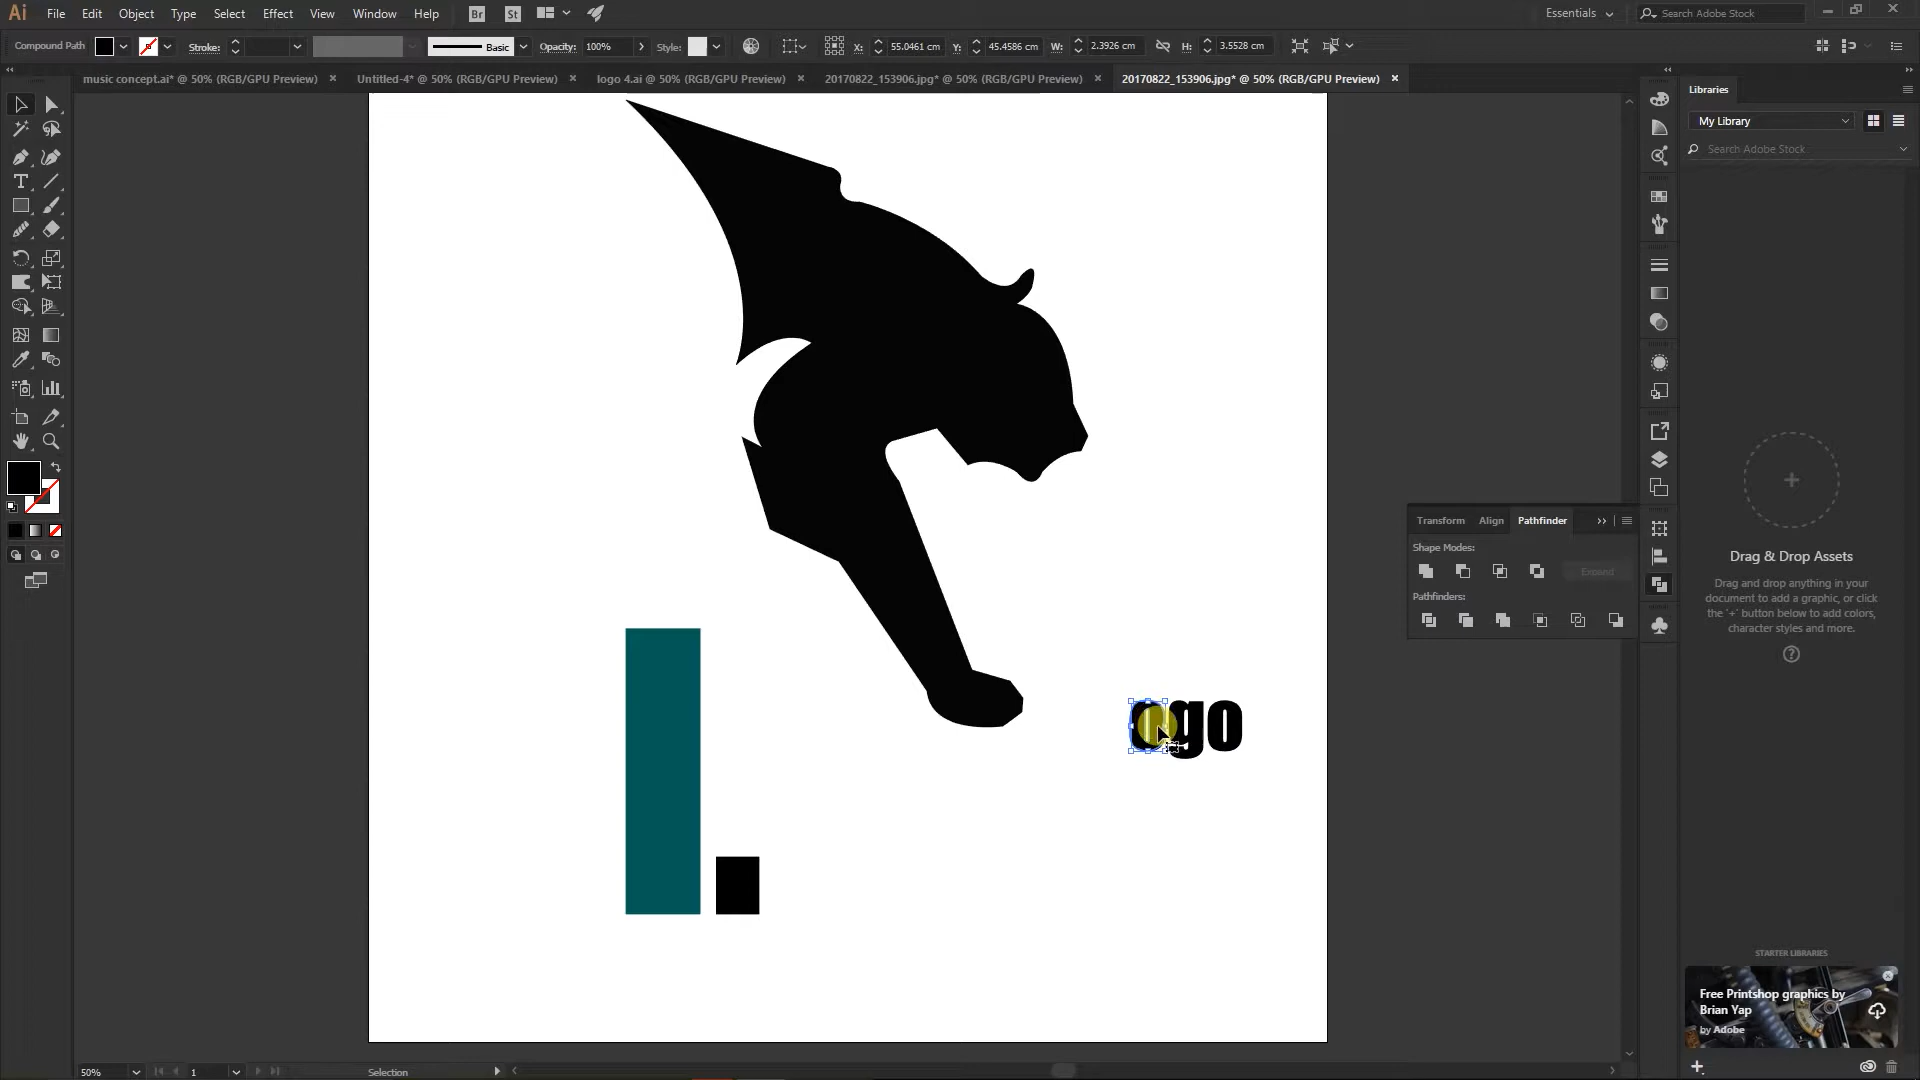 Ai File Edit Object Type Select Effect View Window Help Br St Essentials Search Adobe Stock
Compound Path Stroke: Basic Opacity: 100% Style: X: 55.0461 cm Y: 45.4586 cm W: 2.3926 cm H: 3.5528 cm
music concept.ai* @ 50% (RGB/GPU Preview) × Untitled-4* @ 50% (RGB/GPU Preview) × logo 4.ai @ 50% (RGB/GPU Preview) × 20170822_153906.jpg* @ 50% (RGB/GPU Preview) × 20170822_153906.jpg* @ 50% (RGB/GPU Preview) ×
Libraries
My Library
Search Adobe Stock
T
Transform Align Pathfinder
Shape Modes:
Expand
Pathfinders:
Drag & Drop Assets
Drag and drop anything in your
document to add a graphic, or click
the '+' button below to add colors,
character styles and more.
?
ogo
STARTER LIBRARIES
Free Printshop graphics by
Brian Yap
by Adobe
50% 1 Selection